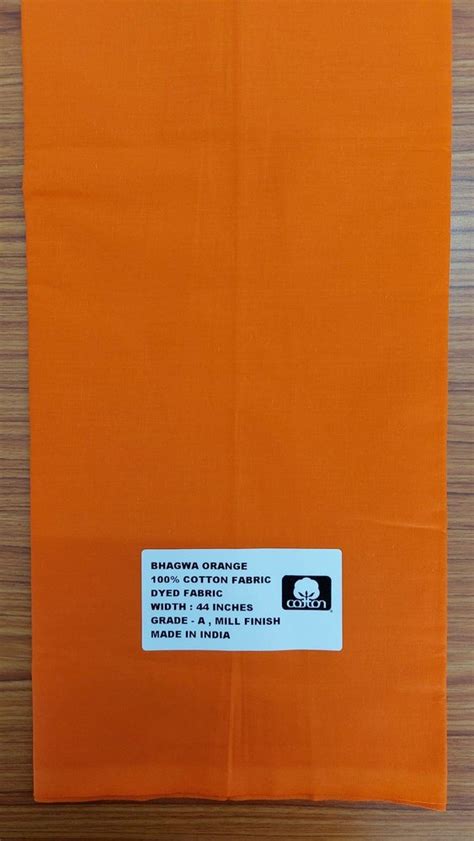 BHAGWA ORANGE
100% COTTON FABRIC
DYED FABRIC
WIDTH : 44 INCHES
GRADE - A , MILL FINISH
MADE IN INDIA
cotton